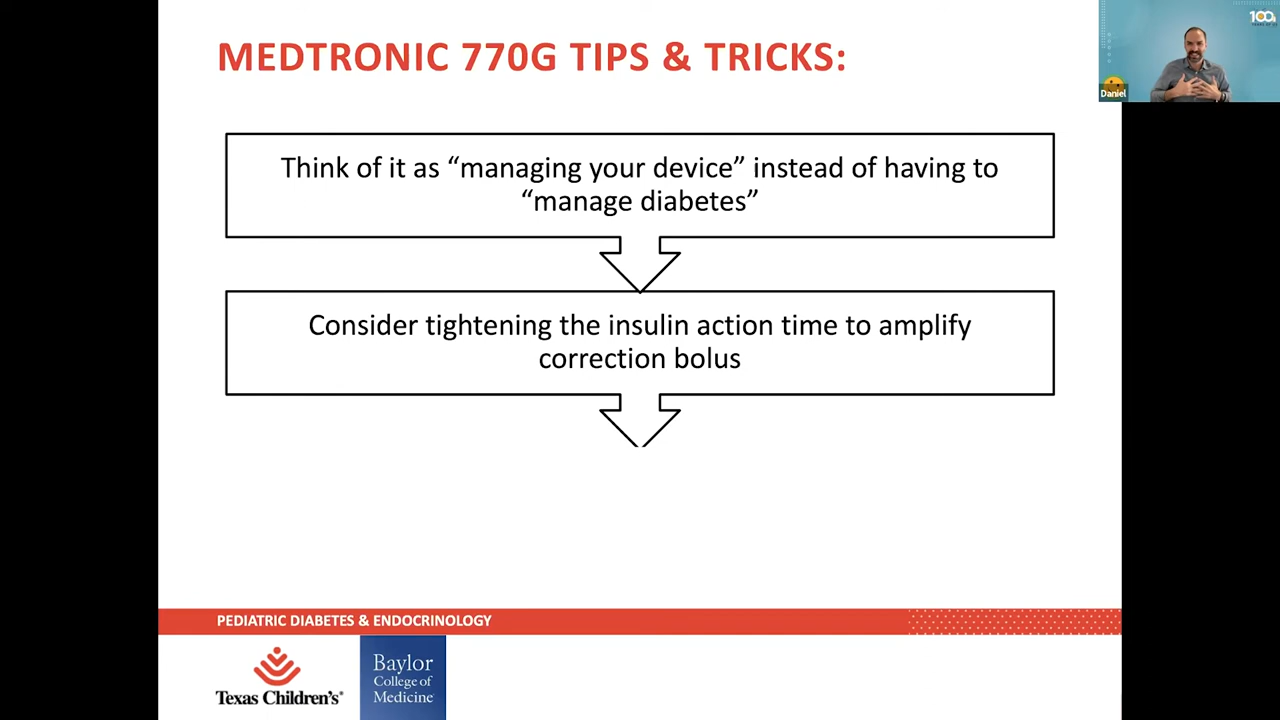 MEDTRONIC 770G TIPS & TRICKS:
100
Daniel
Think of it as “managing your device” instead of having to
“manage diabetes”
Consider tightening the insulin action time to amplify
correction bolus
PEDIATRIC DIABETES & ENDOCRINOLOGY
Texas Children's®
Baylor
College of
Medicine